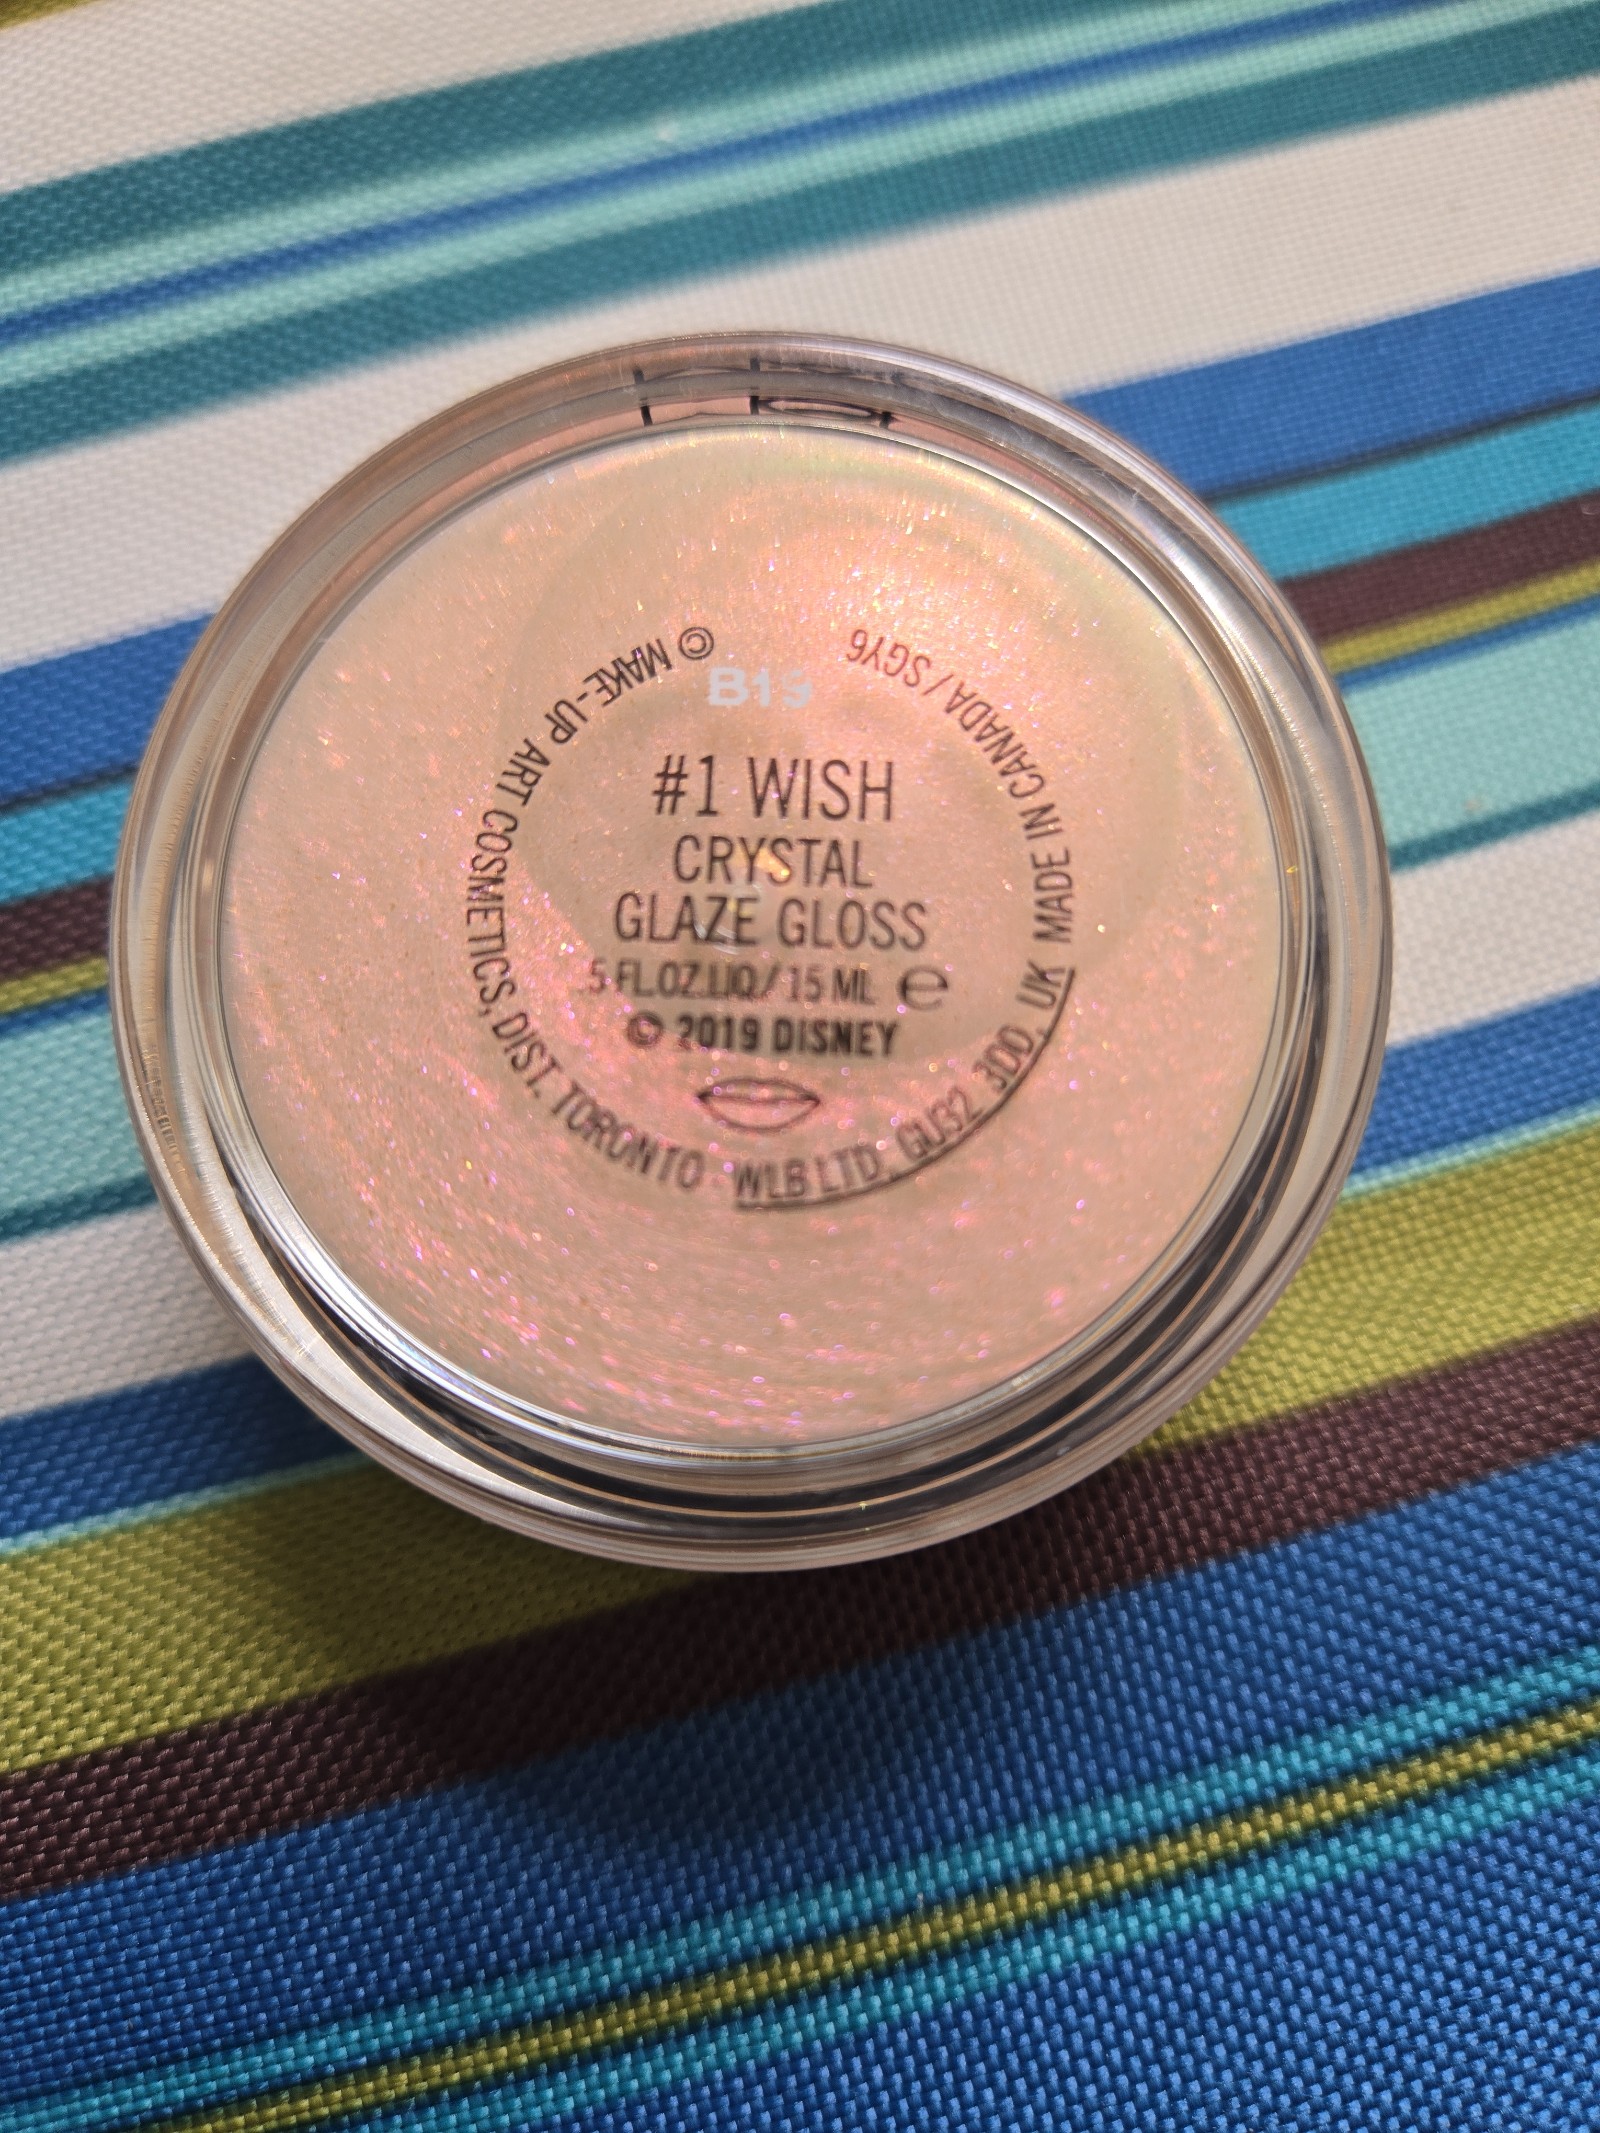 B19
#1 WISH
CRYSTAL
GLAZE GLOSS
.5 FL.OZ.LIQ/ 15 ML ℮
© 2019 DISNEY
© MAKE-UP ART COSMETICS, DIST. TORONTO WLB LTD, GU32 3DD, UK MADE IN CANADA / SGY6